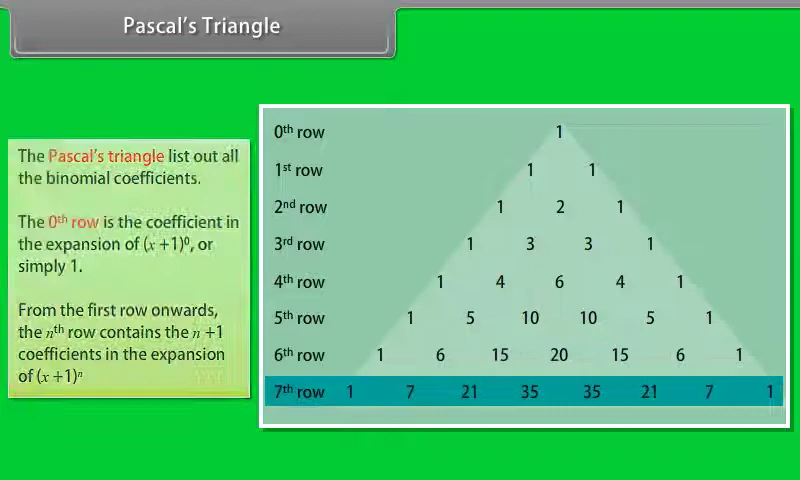 Pascal's Triangle
The Pascal's triangle list out all
the binomial coefficients.
The 0th row is the coefficient in
the expansion of (x +1)⁰, or
simply 1.
From the first row onwards,
the nth row contains the n +1
coefficients in the expansion
of (x +1)ⁿ
0th row 1
1st row 1 1
2nd row 1 2 1
3rd row 1 3 3 1
4th row 1 4 6 4 1
5th row 1 5 10 10 5 1
6th row 1 6 15 20 15 6 1
7th row 1 7 21 35 35 21 7 1